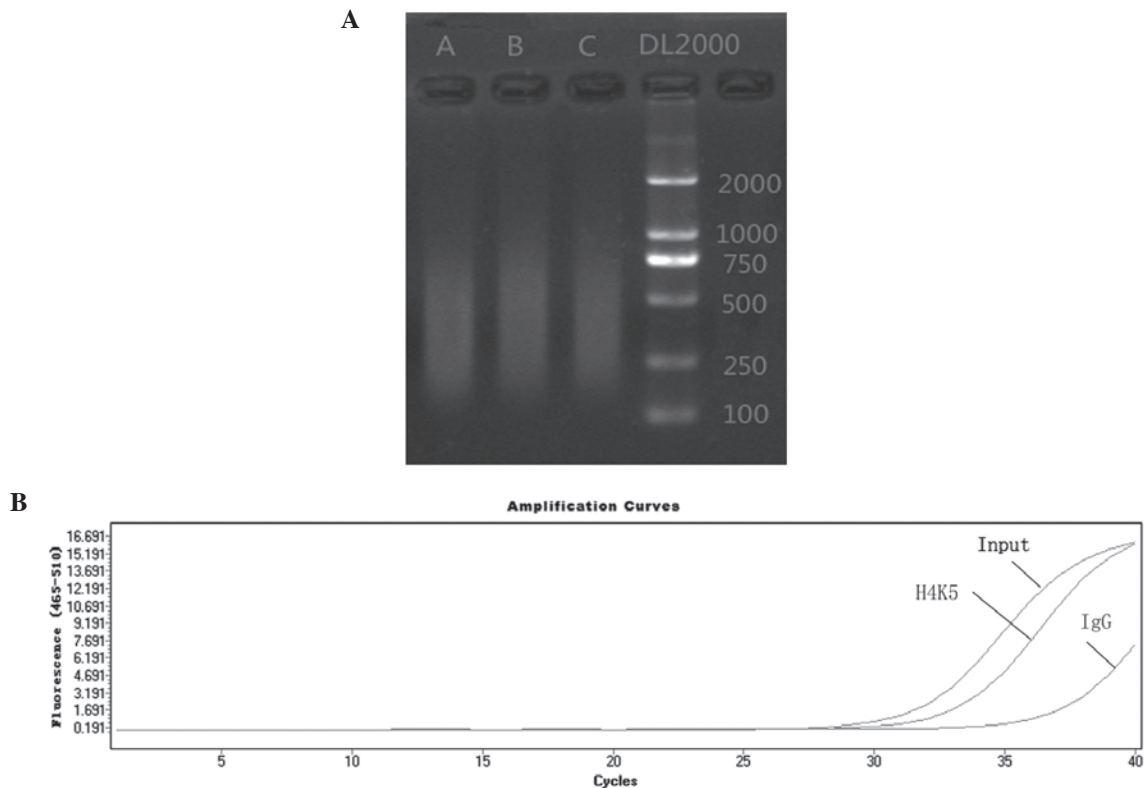 A
A B C DL2000
2000
1000
750
500
250
100
B
Amplification Curves
Fluorescence (465-510)
16.691
15.191
13.691
12.191
10.691
9.191
7.691
6.191
4.691
3.191
1.691
0.191
Input
H4K5
IgG
5 10 15 20 25 30 35 40
Cycles